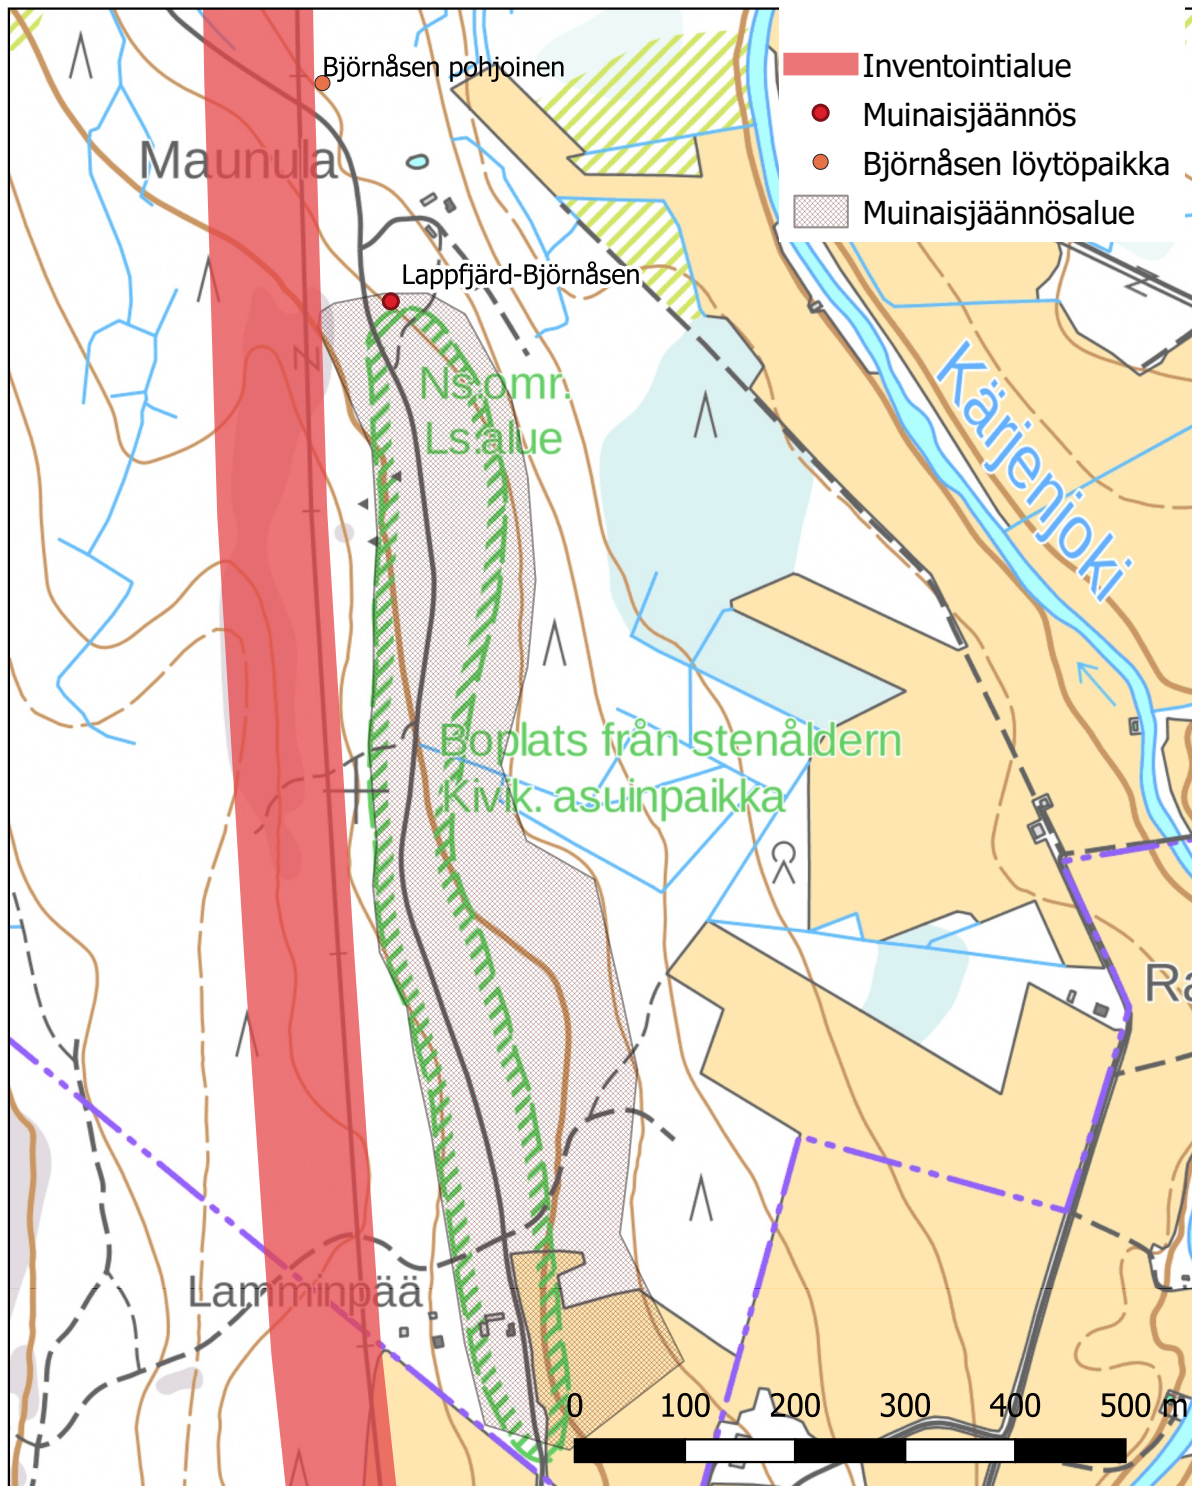 Björnåsen pohjoinen
Inventointialue
Muinaisjäännös
Björnåsen löytöpaikka
Muinaisjäännösalue
Maunula
Lappfjärd-Björnåsen
Ns.omr.
Ls.alue
Kärjenjoki
Boplats från stenåldern
Kivik. asuinpaikka
Ra
Lamminpää
0 100 200 300 400 500 m